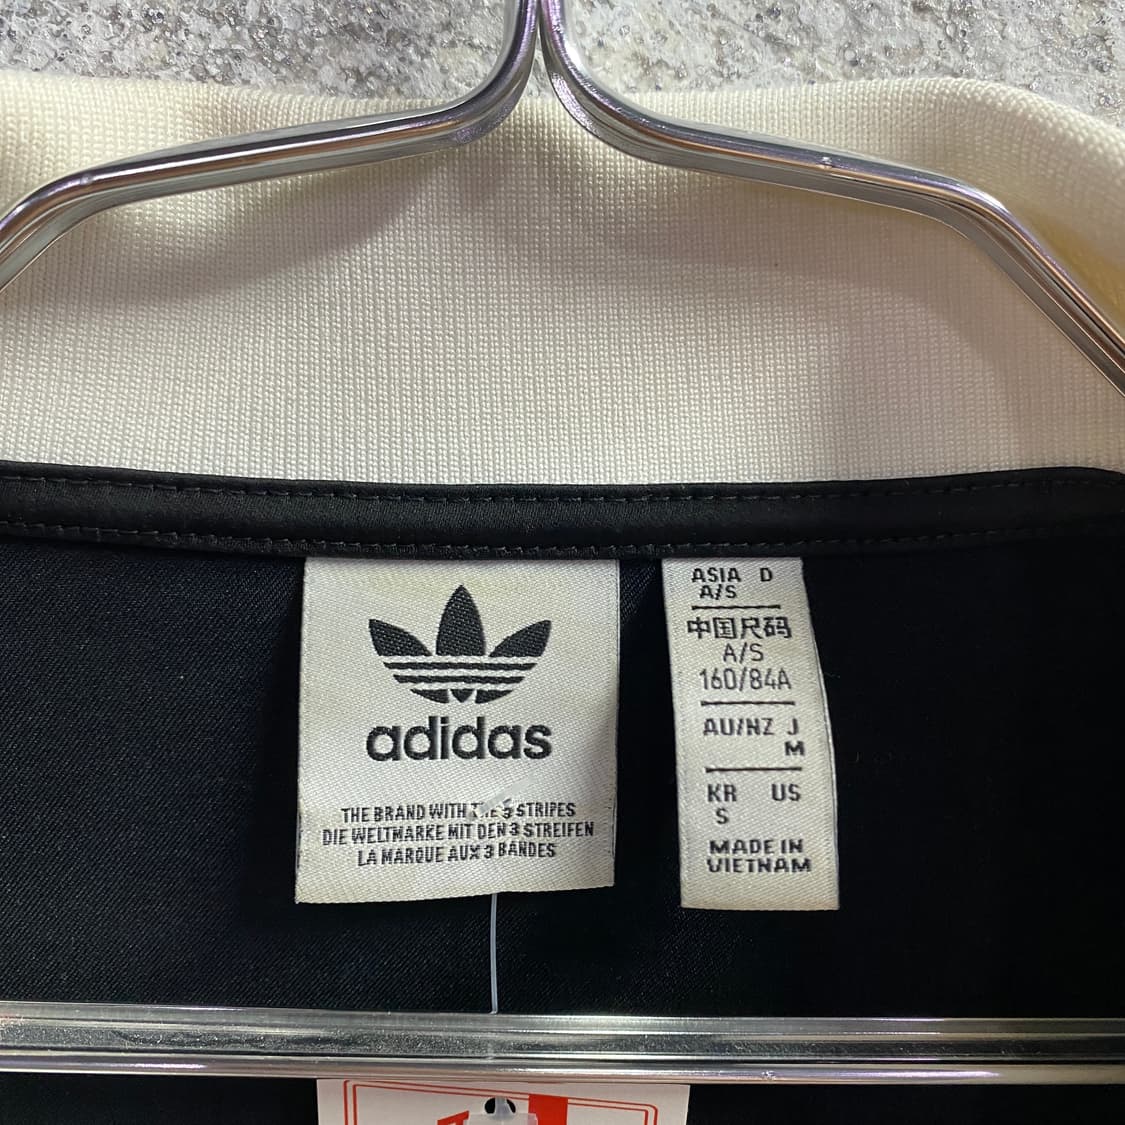 adidas
THE BRAND WITH THE 3 STRIPES
DIE WELTMARKE MIT DEN 3 STREIFEN
LA MARQUE AUX 3 BANDES
ASIA D
A/S
中国尺码
A/S
160/84A
AU/NZ J
M
KR US
S
MADE IN
VIETNAM